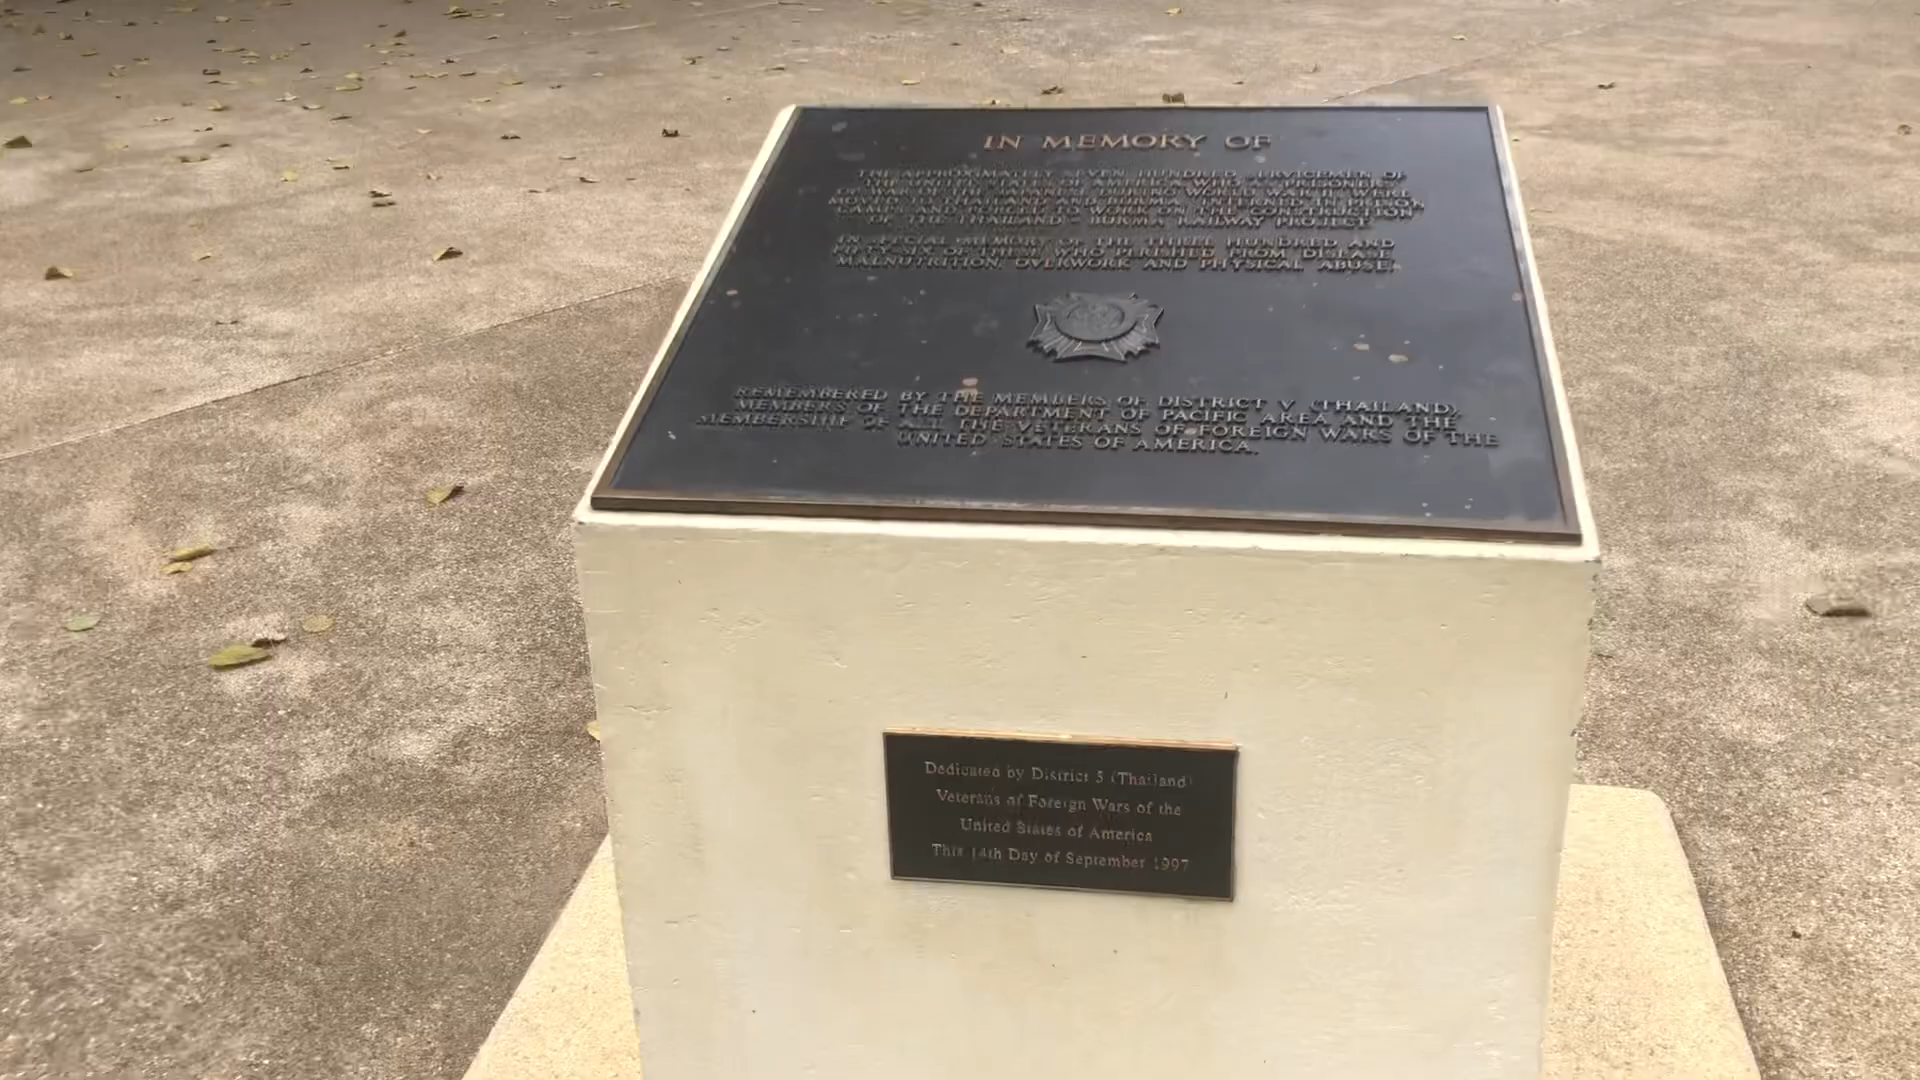 IN MEMORY OF
THE APPROXIMATELY SEVEN HUNDRED SERVICEMEN OF
THE UNITED STATES OF AMERICA WHO AS PRISONERS
OF WAR OF JAPAN DURING WORLD WAR II WERE
MOVED TO THAILAND AND BURMA, INTERNED IN PRISON
CAMPS AND FORCED TO WORK ON THE CONSTRUCTION
OF THE THAILAND - BURMA RAILWAY PROJECT.
IN SPECIAL MEMORY OF THE THREE HUNDRED AND
OF THESE WHO PERISHED FROM DISEASE
MALNUTRITION, OVERWORK AND PHYSICAL ABUSE.
REMEMBERED BY THE MEMBERS OF DISTRICT V (THAILAND),
MEMBERS OF THE DEPARTMENT OF PACIFIC AREA AND THE
MEMBERSHIP OF ALL THE VETERANS OF FOREIGN WARS OF THE
UNITED STATES OF AMERICA.
Dedicated by District 5 (Thailand)
Veterans of Foreign Wars of the
United States of America
This 14th Day of September 1997